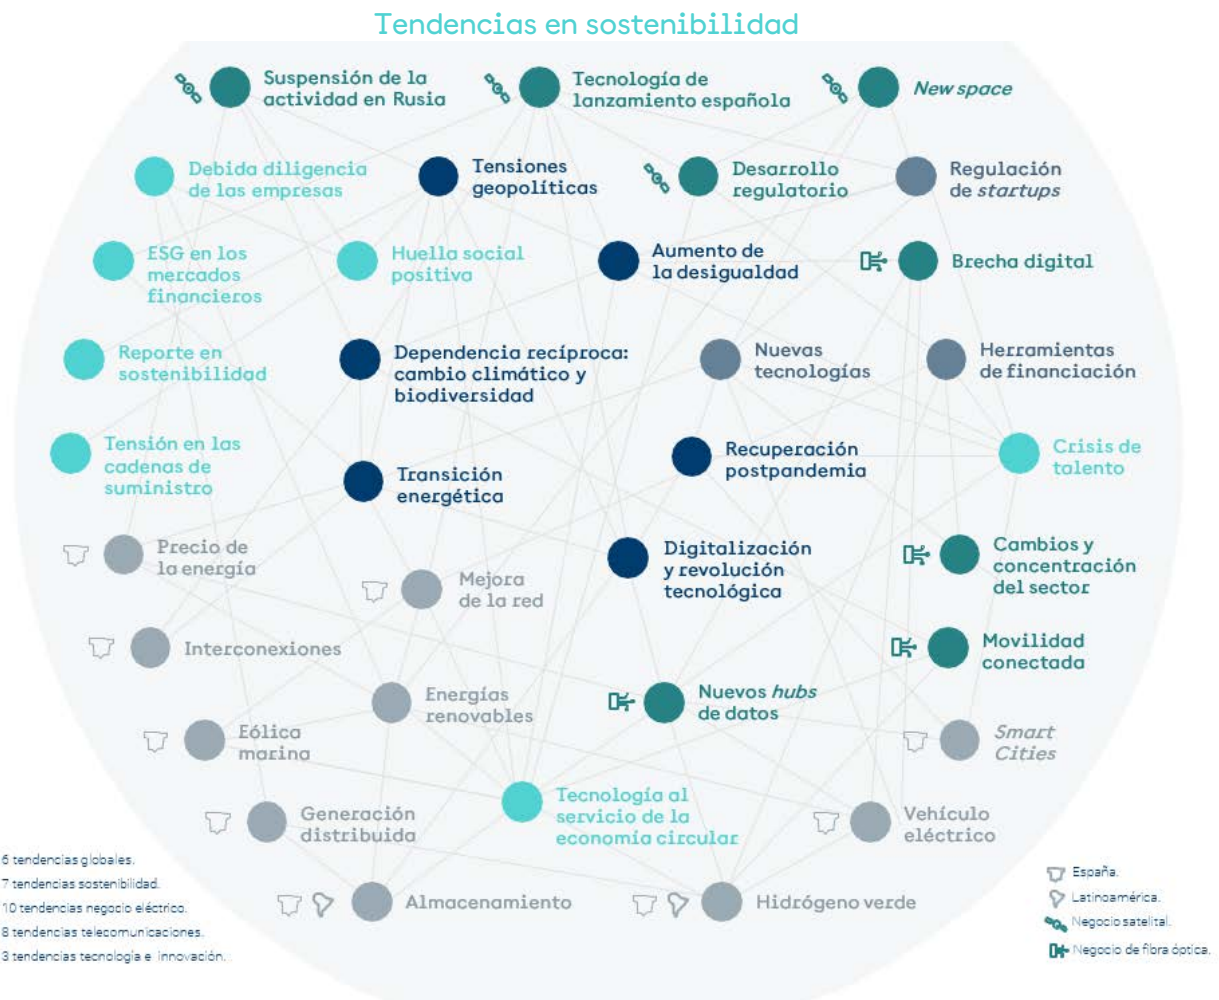 Tendencias en sostenibilidad
Suspensión de la
actividad en Rusia
Tecnología de
lanzamiento española
New space
Debida diligencia
de las empresas
Tensiones
geopolíticas
Desarrollo
regulatorio
Regulación
de startups
ESG en los
mercados
financieros
Huella social
positiva
Aumento de
la desigualdad
Brecha digital
Reporte en
sostenibilidad
Dependencia recíproca:
cambio climático y
biodiversidad
Nuevas
tecnologías
Herramientas
de financiación
Tensión en las
cadenas de
suministro
Transición
energética
Recuperación
postpandemia
Crisis de
talento
Precio de
la energía
Mejora
de la red
Digitalización
y revolución
tecnológica
Cambios y
concentración
del sector
Interconexiones
Energías
renovables
Nuevos hubs
de datos
Movilidad
conectada
Eólica
marina
Smart
Cities
Generación
distribuida
Tecnología al
servicio de la
economía circular
Vehículo
eléctrico
Almacenamiento
Hidrógeno verde
6 tendencias globales.
7 tendencias sostenibilidad.
10 tendencias negocio eléctrico.
8 tendencias telecomunicaciones.
3 tendencias tecnología e innovación.
España.
Latinoamérica.
Negocio satelital.
Negocio de fibra óptica.